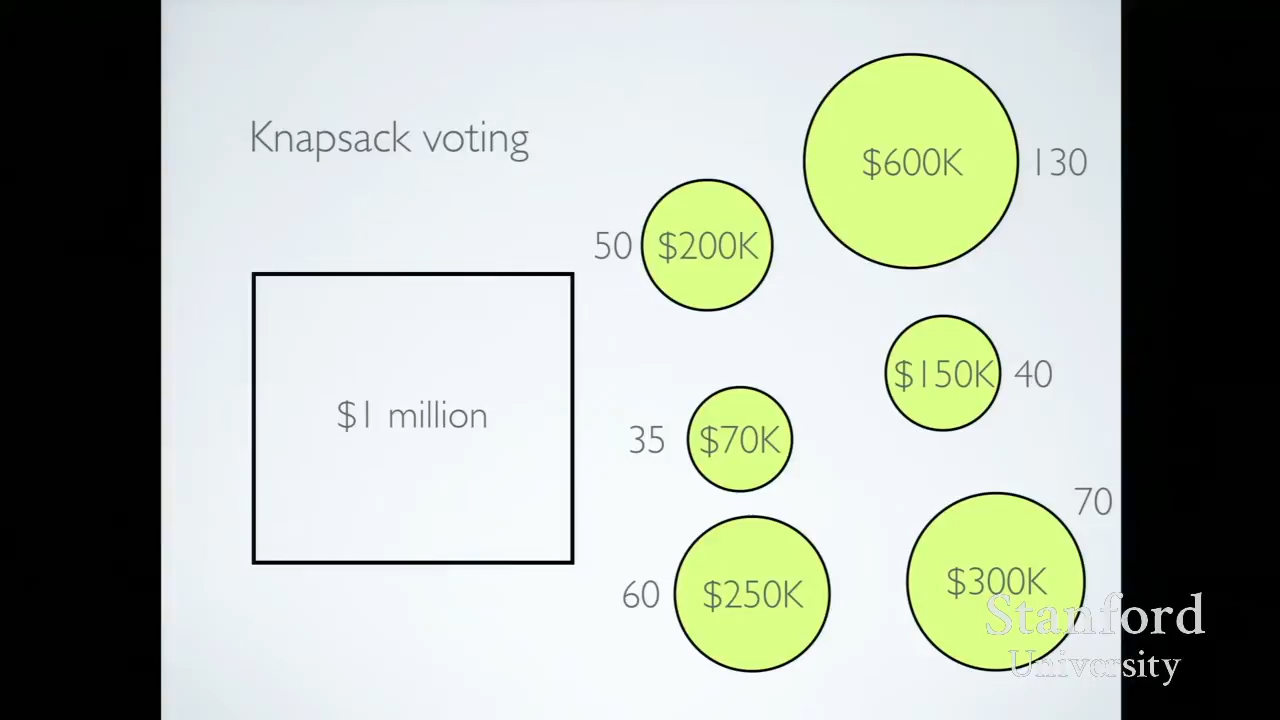 Knapsack voting
$600K 130
50 $200K
$1 million
$150K 40
35 $70K
70
60 $250K
$300K
Stanford
University